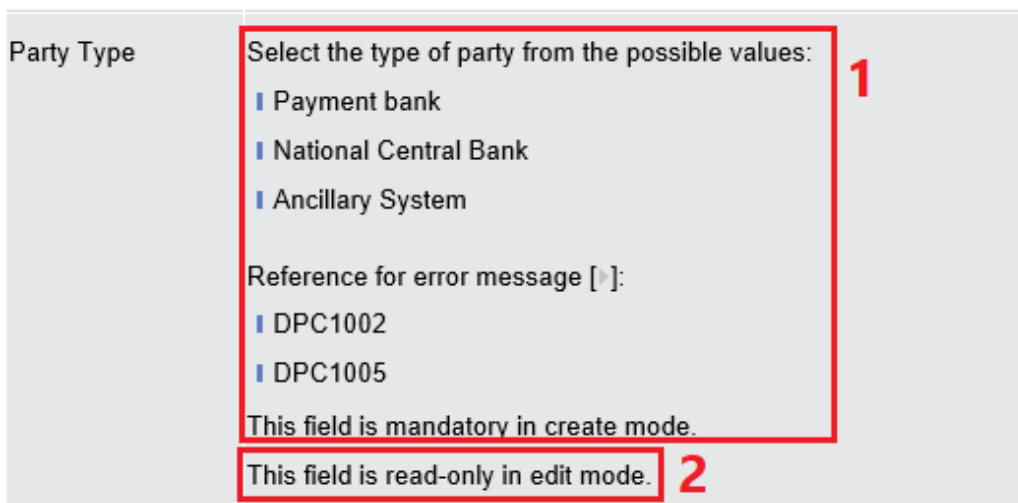 Party Type
Select the type of party from the possible values:
1
Payment bank
National Central Bank
Ancillary System
Reference for error message [▶]:
DPC1002
DPC1005
This field is mandatory in create mode.
This field is read-only in edit mode.
2